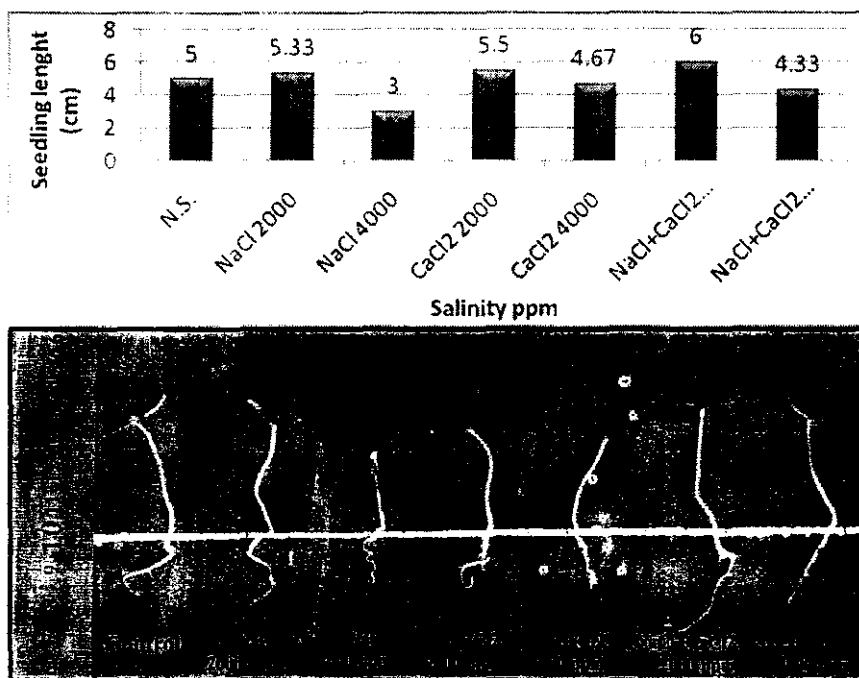 8
6
4
2
0
Seedling lenght
(cm)
5
5.33
3
5.5
4.67
6
4.33
N.S.
NaCl 2000
NaCl 4000
CaCl2 2000
CaCl2 4000
NaCl+CaCl2...
NaCl+CaCl2...
Salinity ppm